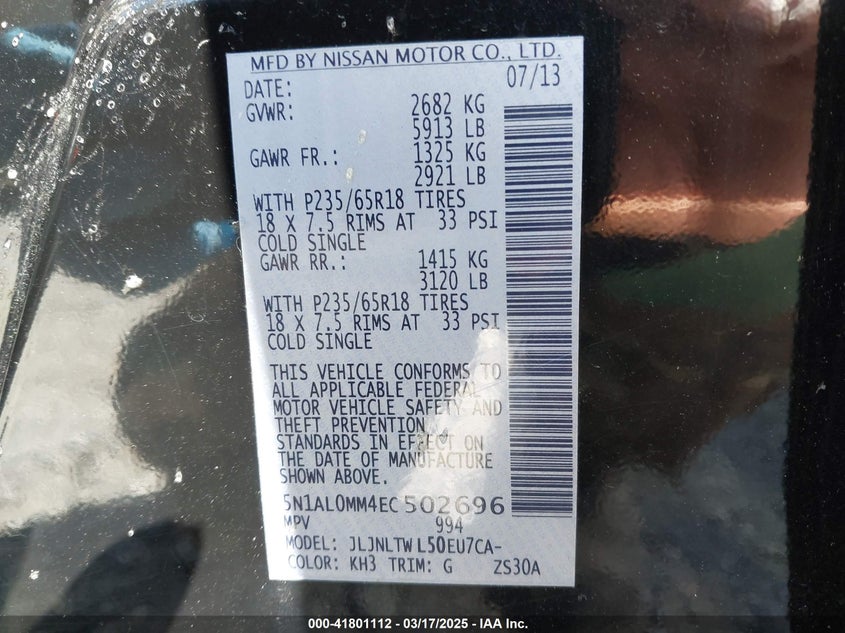 MFD BY NISSAN MOTOR CO., LTD.
DATE: 07/13
GVWR: 2682 KG
5913 LB
GAWR FR.: 1325 KG
2921 LB
WITH P235/65R18 TIRES
18 X 7.5 RIMS AT 33 PSI
COLD SINGLE
GAWR RR.: 1415 KG
3120 LB
WITH P235/65R18 TIRES
18 X 7.5 RIMS AT 33 PSI
COLD SINGLE
THIS VEHICLE CONFORMS TO
ALL APPLICABLE FEDERAL
MOTOR VEHICLE SAFETY AND
THEFT PREVENTION
STANDARDS IN EFFECT ON
THE DATE OF MANUFACTURE
SHOWN ABOVE.
5N1AL0MM4EC502696
MPV 994
MODEL: JLJNLTWL50EU7CA-
COLOR: KH3 TRIM: G ZS30A
000-41801112 - 03/17/2025 - IAA Inc.